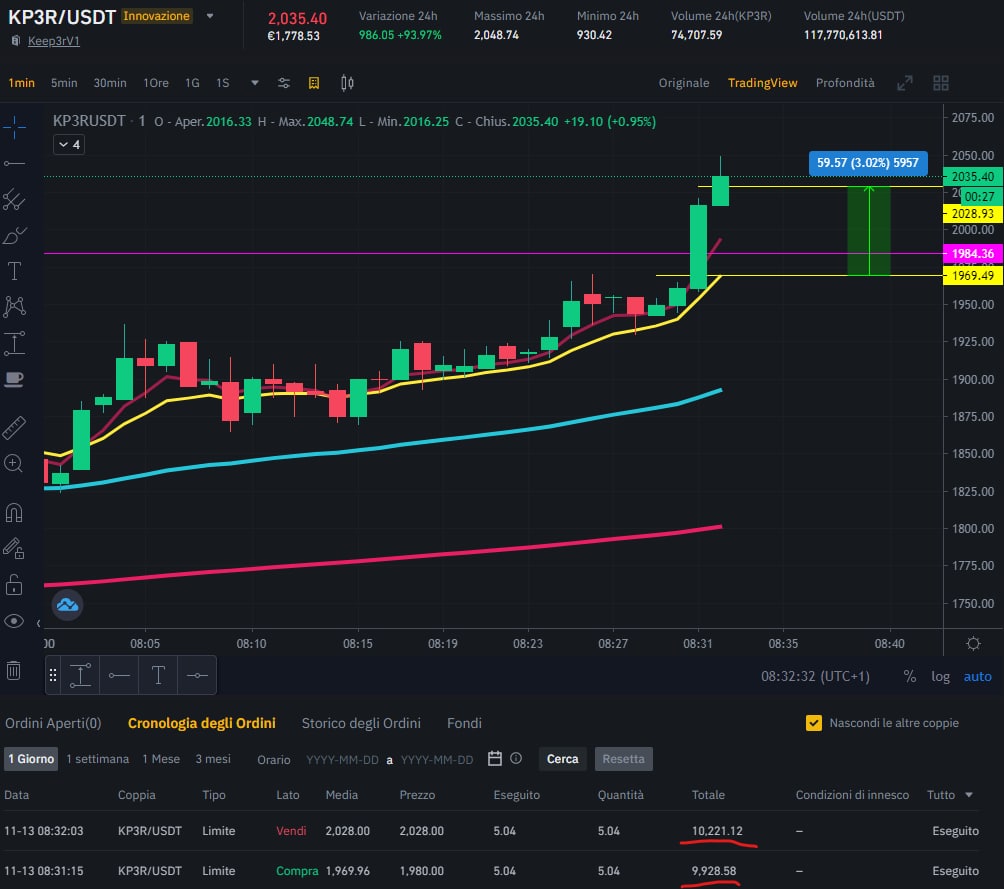 KP3R/USDT Innovazione
Keep3rV1
2,035.40
€1,778.53
Variazione 24h
986.05 +93.97%
Massimo 24h
2,048.74
Minimo 24h
930.42
Volume 24h(KP3R)
74,707.59
Volume 24h(USDT)
117,770,613.81
1min 5min 30min 1Ore 1G 1S
Originale TradingView Profondità
KP3RUSDT · 1 O - Aper.2016.33 H - Max.2048.74 L - Min.2016.25 C - Chius.2035.40 +19.10 (+0.95%)
4
59.57 (3.02%) 5957
2075.00
2050.00
2035.40
00:27
2028.93
2000.00
1984.36
1969.49
1950.00
1925.00
1900.00
1875.00
1850.00
1825.00
1800.00
1775.00
1750.00
08:05 08:10 08:15 08:19 08:23 08:27 08:31 08:35 08:40
08:32:32 (UTC+1) % log auto
Ordini Aperti(0) Cronologia degli Ordini Storico degli Ordini Fondi Nascondi le altre coppie
1 Giorno 1 settimana 1 Mese 3 mesi Orario YYYY-MM-DD a YYYY-MM-DD Cerca Resetta
Data Coppia Tipo Lato Media Prezzo Eseguito Quantità Totale Condizioni di innesco Tutto
11-13 08:32:03 KP3R/USDT Limite Vendi 2,028.00 2,028.00 5.04 5.04 10,221.12 – Eseguito
11-13 08:31:15 KP3R/USDT Limite Compra 1,969.96 1,980.00 5.04 5.04 9,928.58 – Eseguito